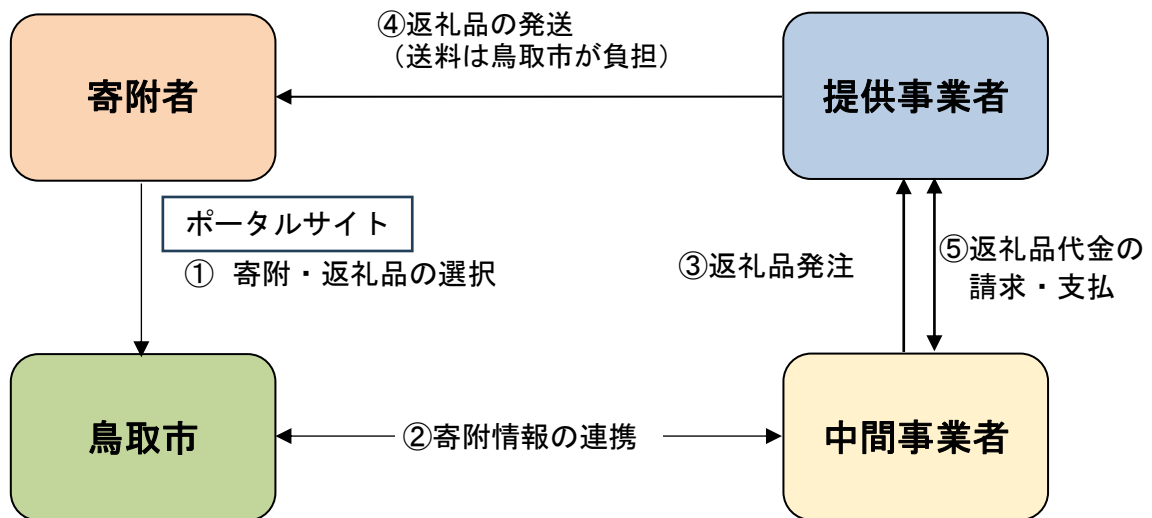 ④返礼品の発送
（送料は鳥取市が負担）
寄附者
提供事業者
ポータルサイト
① 寄附・返礼品の選択
③返礼品発注
⑤返礼品代金の
請求・支払
鳥取市
②寄附情報の連携
中間事業者